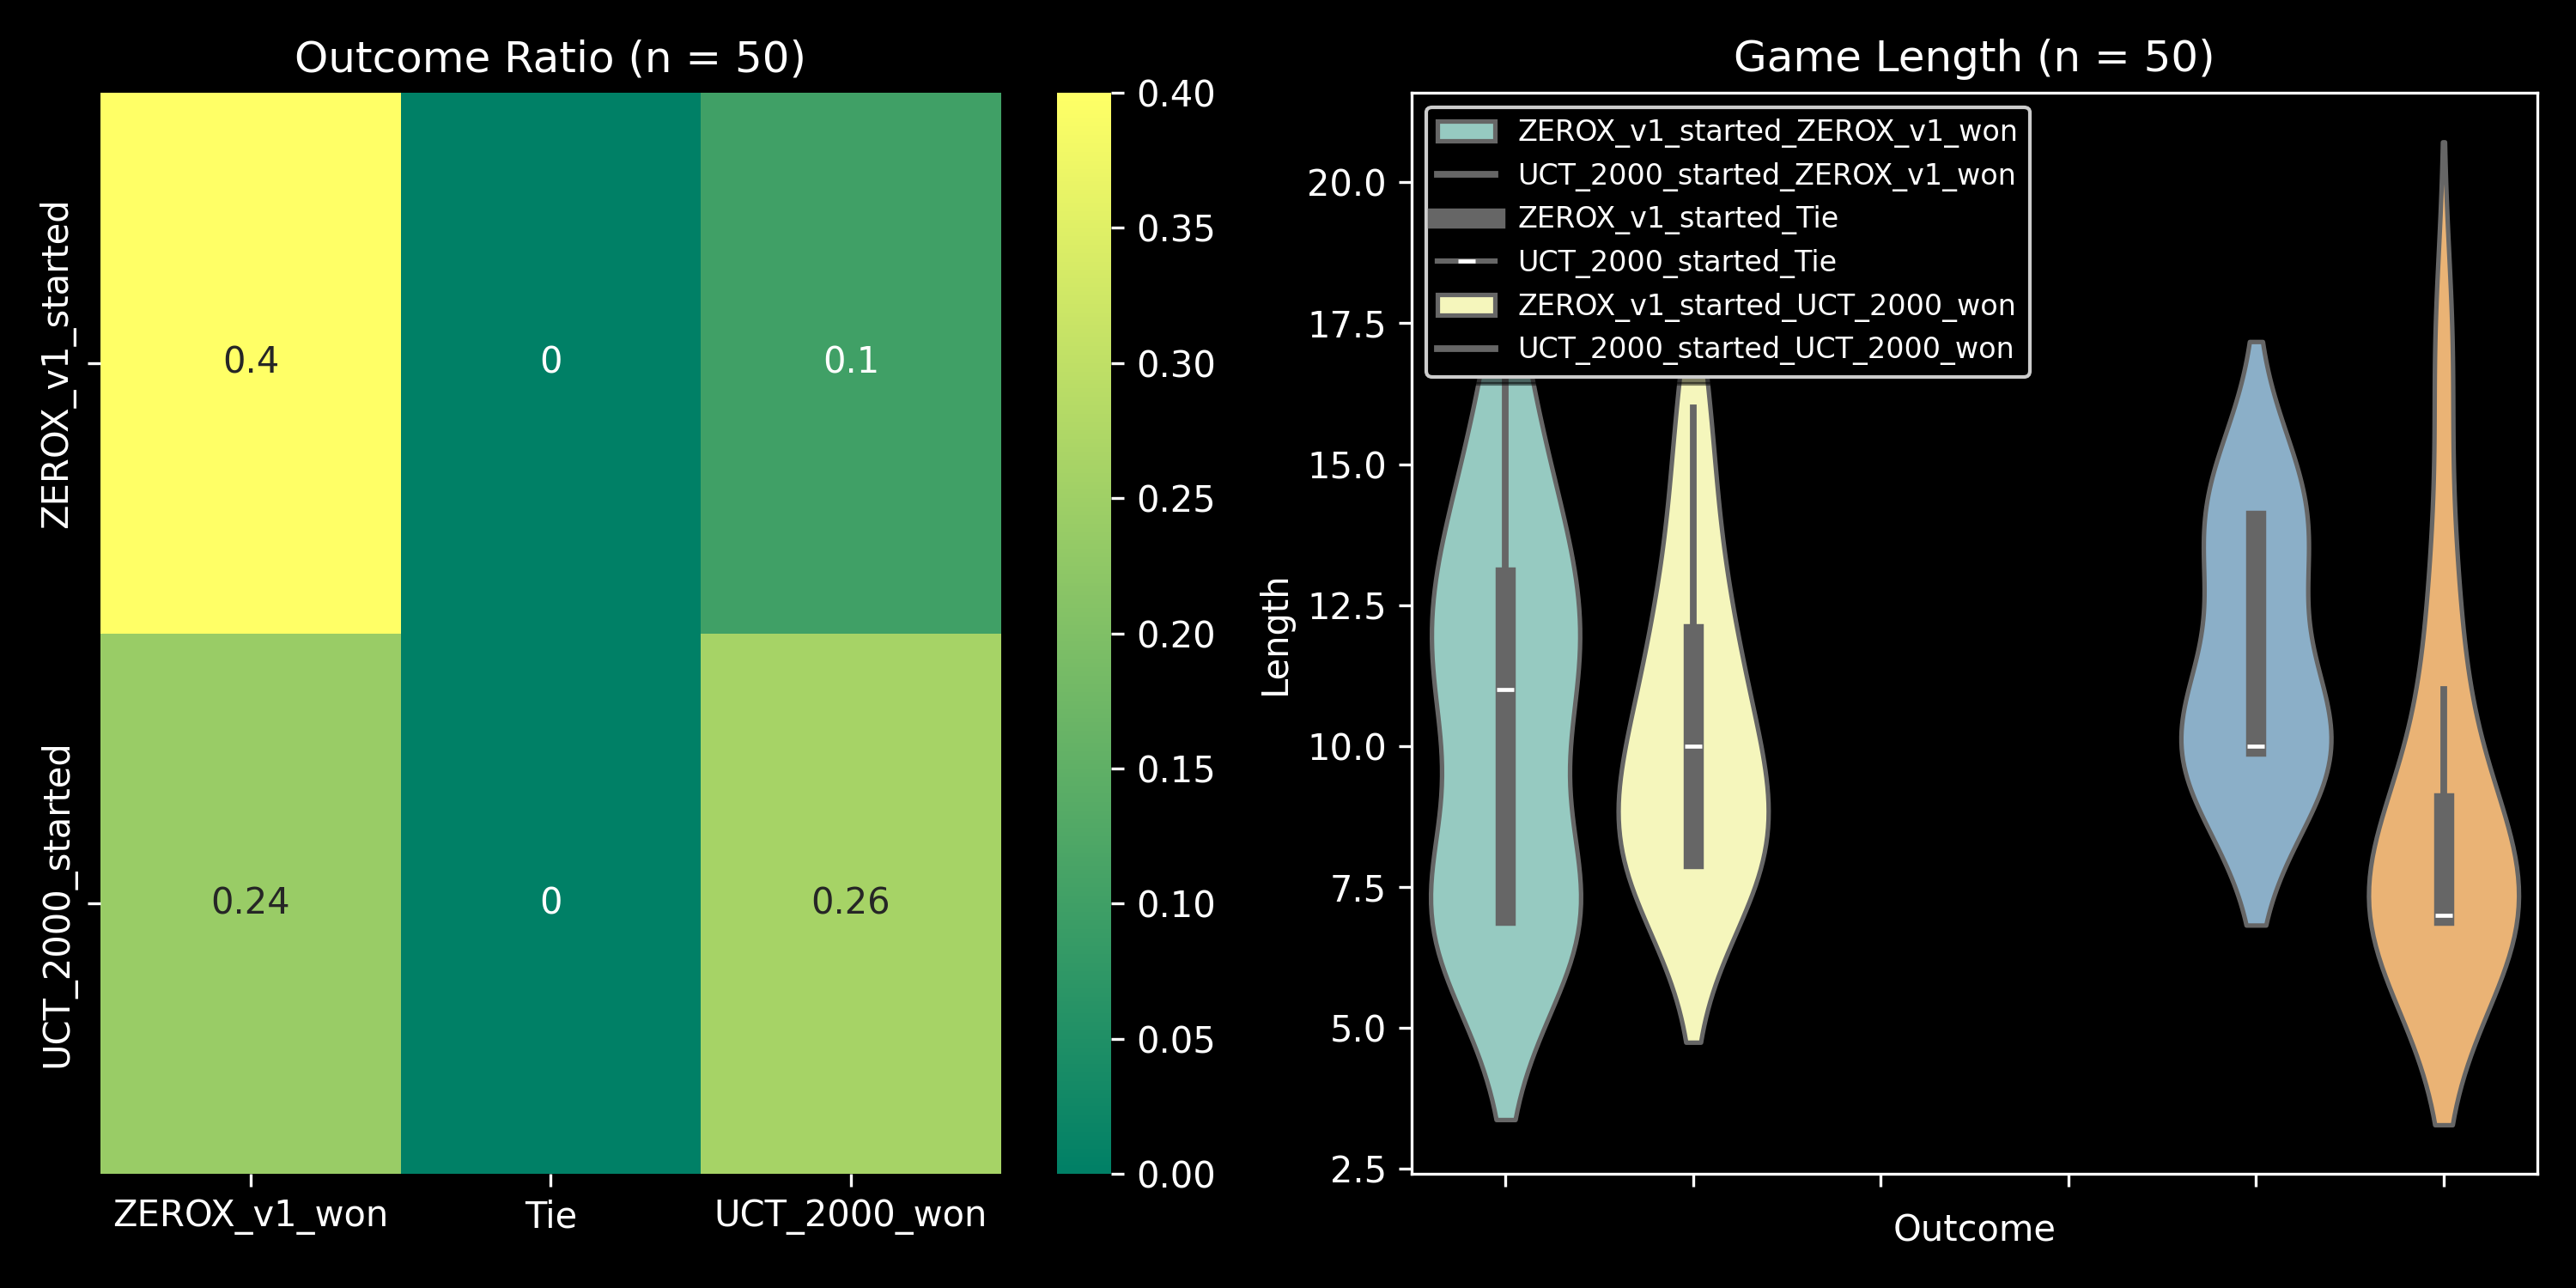 Outcome Ratio (n = 50)
ZEROX_v1_started
UCT_2000_started
0.4
0
0.1
0.24
0
0.26
ZEROX_v1_won
Tie
UCT_2000_won
0.40
0.35
0.30
0.25
0.20
0.15
0.10
0.05
0.00
Game Length (n = 50)
ZEROX_v1_started_ZEROX_v1_won
UCT_2000_started_ZEROX_v1_won
ZEROX_v1_started_Tie
UCT_2000_started_Tie
ZEROX_v1_started_UCT_2000_won
UCT_2000_started_UCT_2000_won
Length
20.0
17.5
15.0
12.5
10.0
7.5
5.0
2.5
Outcome